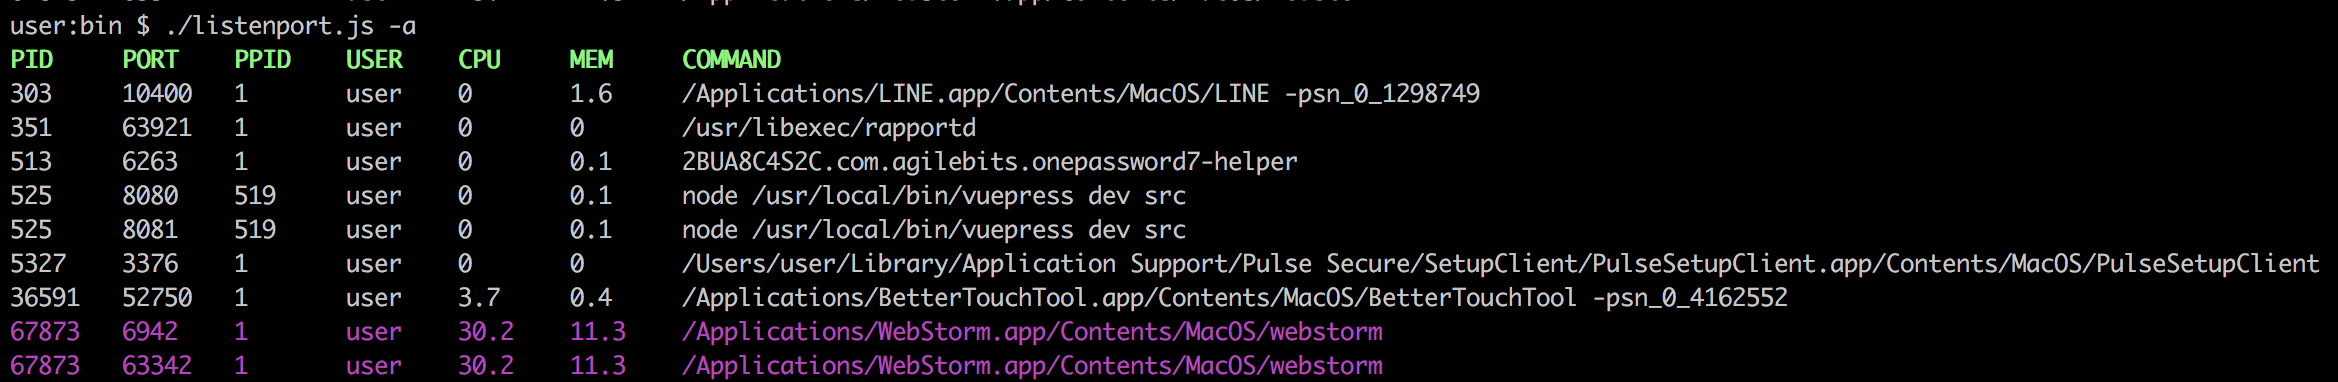 user:bin $ ./listenport.js -a
PID PORT PPID USER CPU MEM COMMAND
303 10400 1 user 0 1.6 /Applications/LINE.app/Contents/MacOS/LINE -psn_0_1298749
351 63921 1 user 0 0 /usr/libexec/rapportd
513 6263 1 user 0 0.1 2BUA8C4S2C.com.agilebits.onepassword7-helper
525 8080 519 user 0 0.1 node /usr/local/bin/vuepress dev src
525 8081 519 user 0 0.1 node /usr/local/bin/vuepress dev src
5327 3376 1 user 0 0 /Users/user/Library/Application Support/Pulse Secure/SetupClient/PulseSetupClient.app/Contents/MacOS/PulseSetupClient
36591 52750 1 user 3.7 0.4 /Applications/BetterTouchTool.app/Contents/MacOS/BetterTouchTool -psn_0_4162552
67873 6942 1 user 30.2 11.3 /Applications/WebStorm.app/Contents/MacOS/webstorm
67873 63342 1 user 30.2 11.3 /Applications/WebStorm.app/Contents/MacOS/webstorm